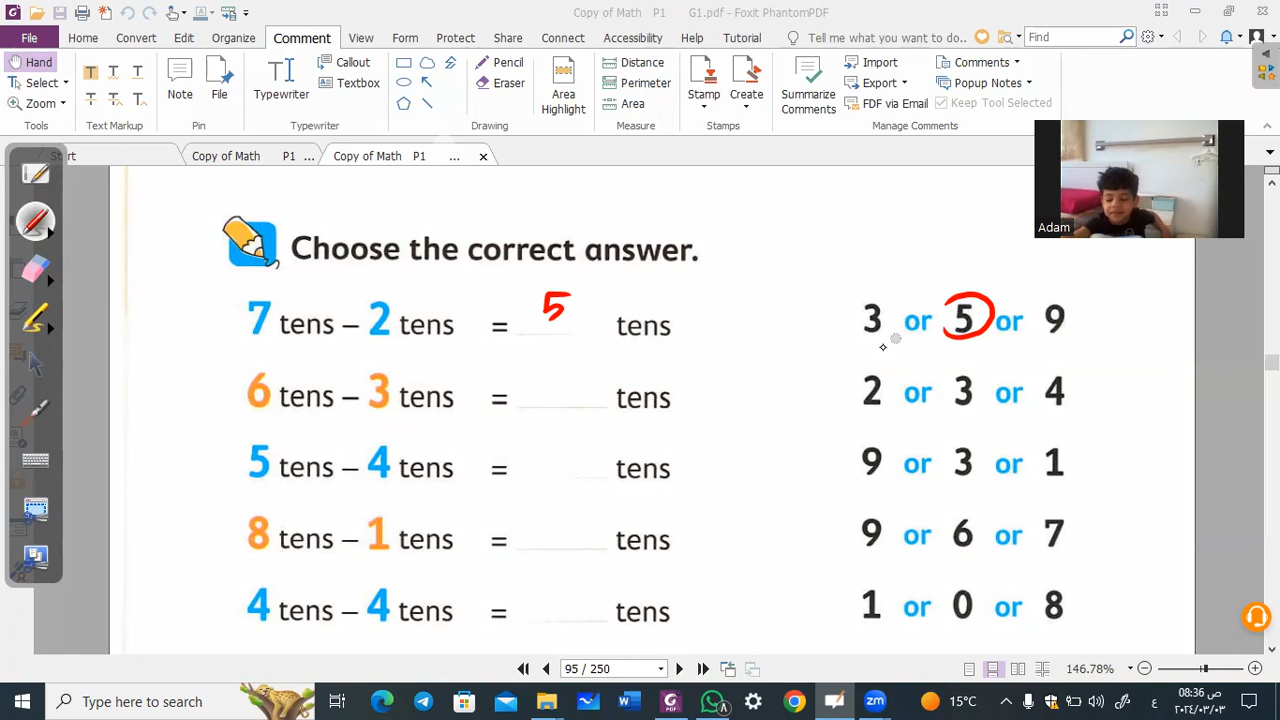 Copy of Math P1 G1.pdf - Foxit PhantomPDF
File Home Convert Edit Organize Comment View Form Protect Share Connect Accessibility Help Tutorial Tell me what you want to do.. Find
Hand
Select
Zoom
Tools
Text Markup
Note
File
Pin
Typewriter
Callout
Textbox
Typewriter
Pencil
Eraser
Drawing
Area
Highlight
Distance
Perimeter
Area
Measure
Stamp
Create
Stamps
Summarize
Comments
Import
Export
FDF via Email
Comments
Popup Notes
Keep Tool Selected
Manage Comments
Start Copy of Math P1 ... Copy of Math P1 ...
Adam
Choose the correct answer.
7 tens – 2 tens = 5 tens 3 or 5 or 9
6 tens – 3 tens = tens 2 or 3 or 4
5 tens – 4 tens = tens 9 or 3 or 1
8 tens – 1 tens = tens 9 or 6 or 7
4 tens – 4 tens = tens 1 or 0 or 8
95 / 250 146.78%
Type here to search 15°C ع 08:36 ص
٢٠٢٤/٠٣/٠٣